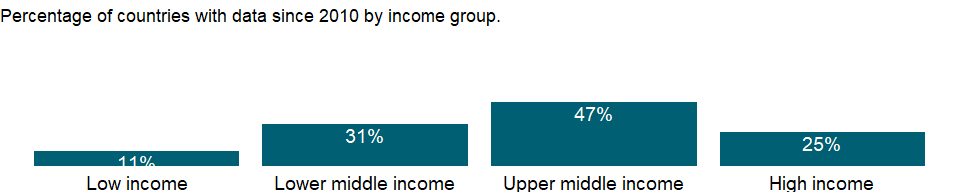 Percentage of countries with data since 2010 by income group.
47%
31%
25%
11%
Low income Lower middle income Upper middle income High income